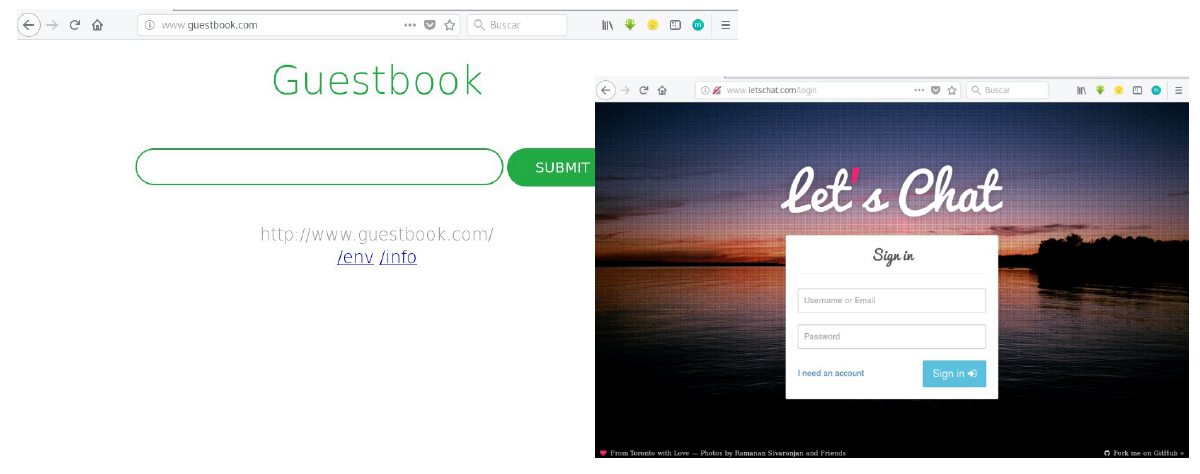 www.guestbook.com
Buscar
Guestbook
SUBMIT
http://www.guestbook.com/
/env /info
www.letschat.com/login
Buscar
Let's Chat
Sign in
Username or Email
Password
I need an account
Sign in
From Toronto with Love — Photos by Ramanan Sivaranjan and Friends
Fork me on GitHub »